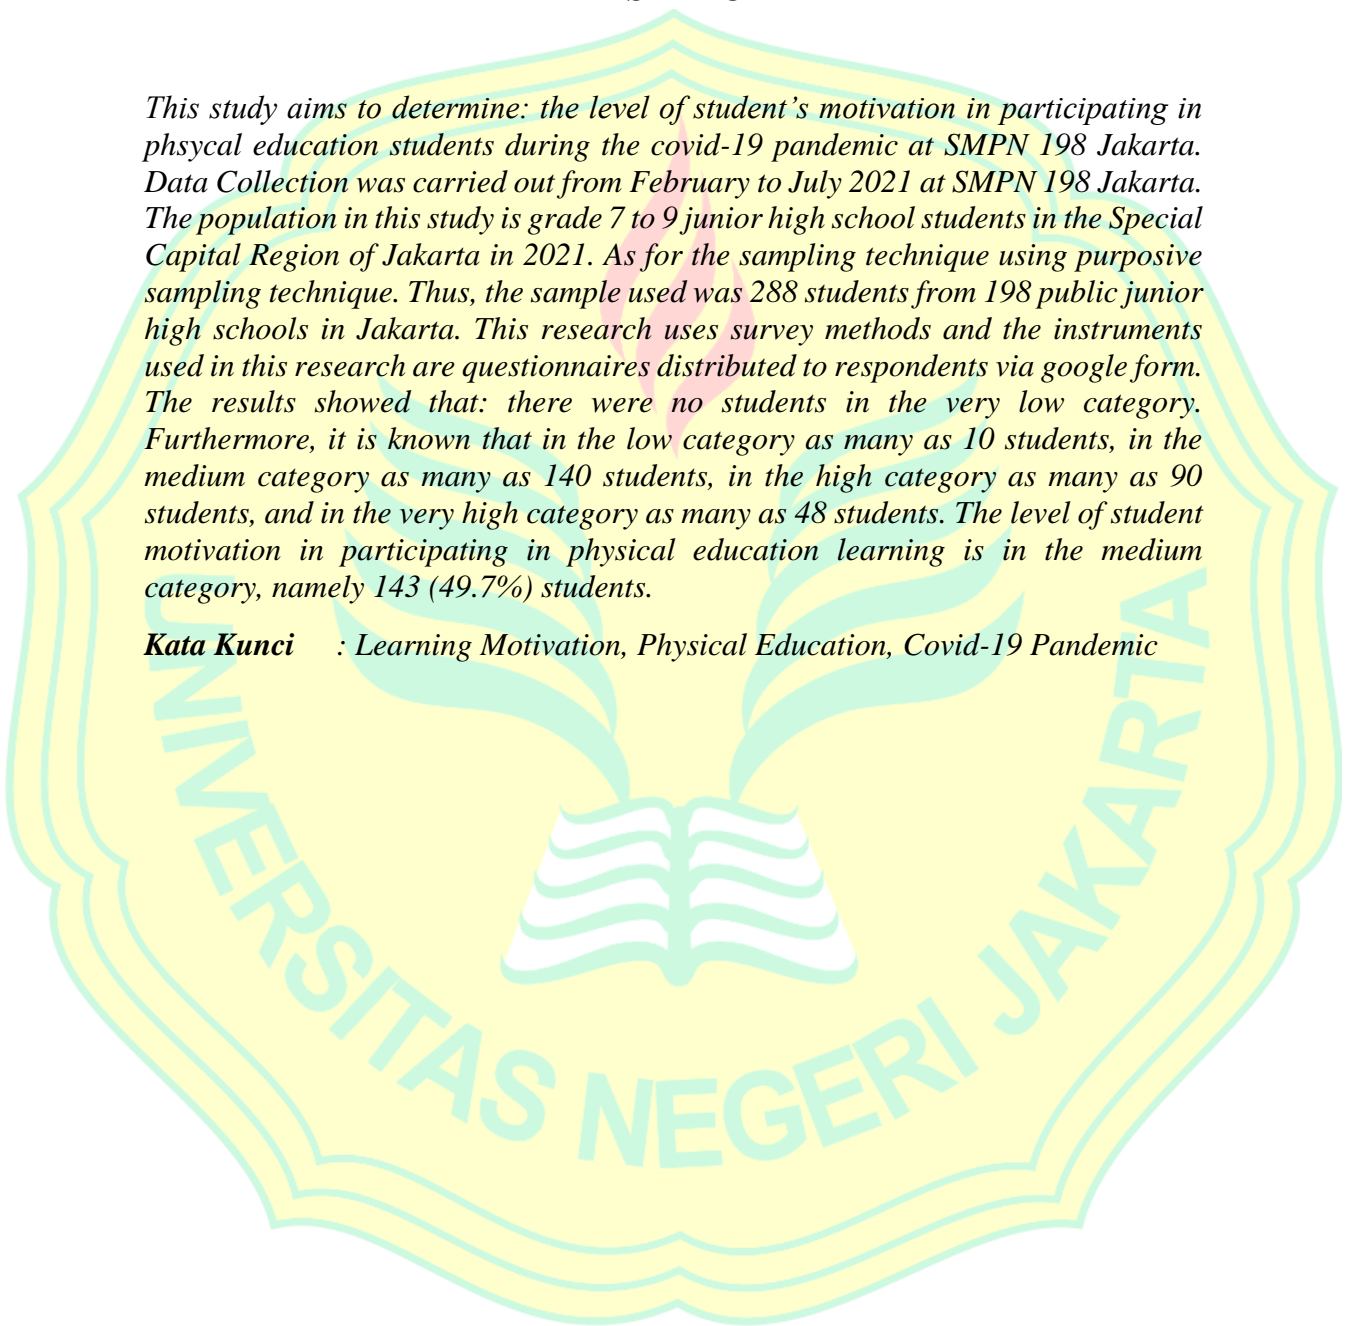 This study aims to determine: the level of student's motivation in participating in
phsycal education students during the covid-19 pandemic at SMPN 198 Jakarta.
Data Collection was carried out from February to July 2021 at SMPN 198 Jakarta.
The population in this study is grade 7 to 9 junior high school students in the Special
Capital Region of Jakarta in 2021. As for the sampling technique using purposive
sampling technique. Thus, the sample used was 288 students from 198 public junior
high schools in Jakarta. This research uses survey methods and the instruments
used in this research are questionnaires distributed to respondents via google form.
The results showed that: there were no students in the very low category.
Furthermore, it is known that in the low category as many as 10 students, in the
medium category as many as 140 students, in the high category as many as 90
students, and in the very high category as many as 48 students. The level of student
motivation in participating in physical education learning is in the medium
category, namely 143 (49.7%) students.
Kata Kunci : Learning Motivation, Physical Education, Covid-19 Pandemic
UNIVERSITAS NEGERI JAKARTA